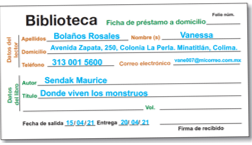 Folio núm.
Biblioteca Ficha de préstamo a domicilio
Datos del lector
Apellidos Bolaños Rosales Nombre (s) Vanessa
Domicilio Avenida Zapata, 250, Colonia La Perla. Minatitlán, Colima.
Teléfono 313 001 5600 Correo electrónico vane007@micorreo.com.mx
Datos del libro
Autor Sendak Maurice
Título Donde viven los monstruos
Vol.
Fecha de salida 15/04/21 Entrega 29/04/21
Firma de recibido